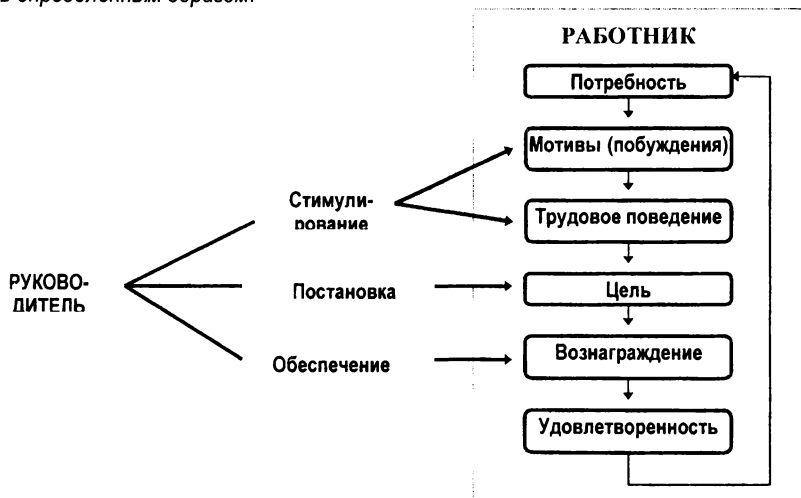 в определенным образом.
РАБОТНИК
Потребность
Мотивы (побуждения)
Стимули-
рование
Трудовое поведение
РУКОВО-
ДИТЕЛЬ
Постановка
Цель
Обеспечение
Вознаграждение
Удовлетворенность